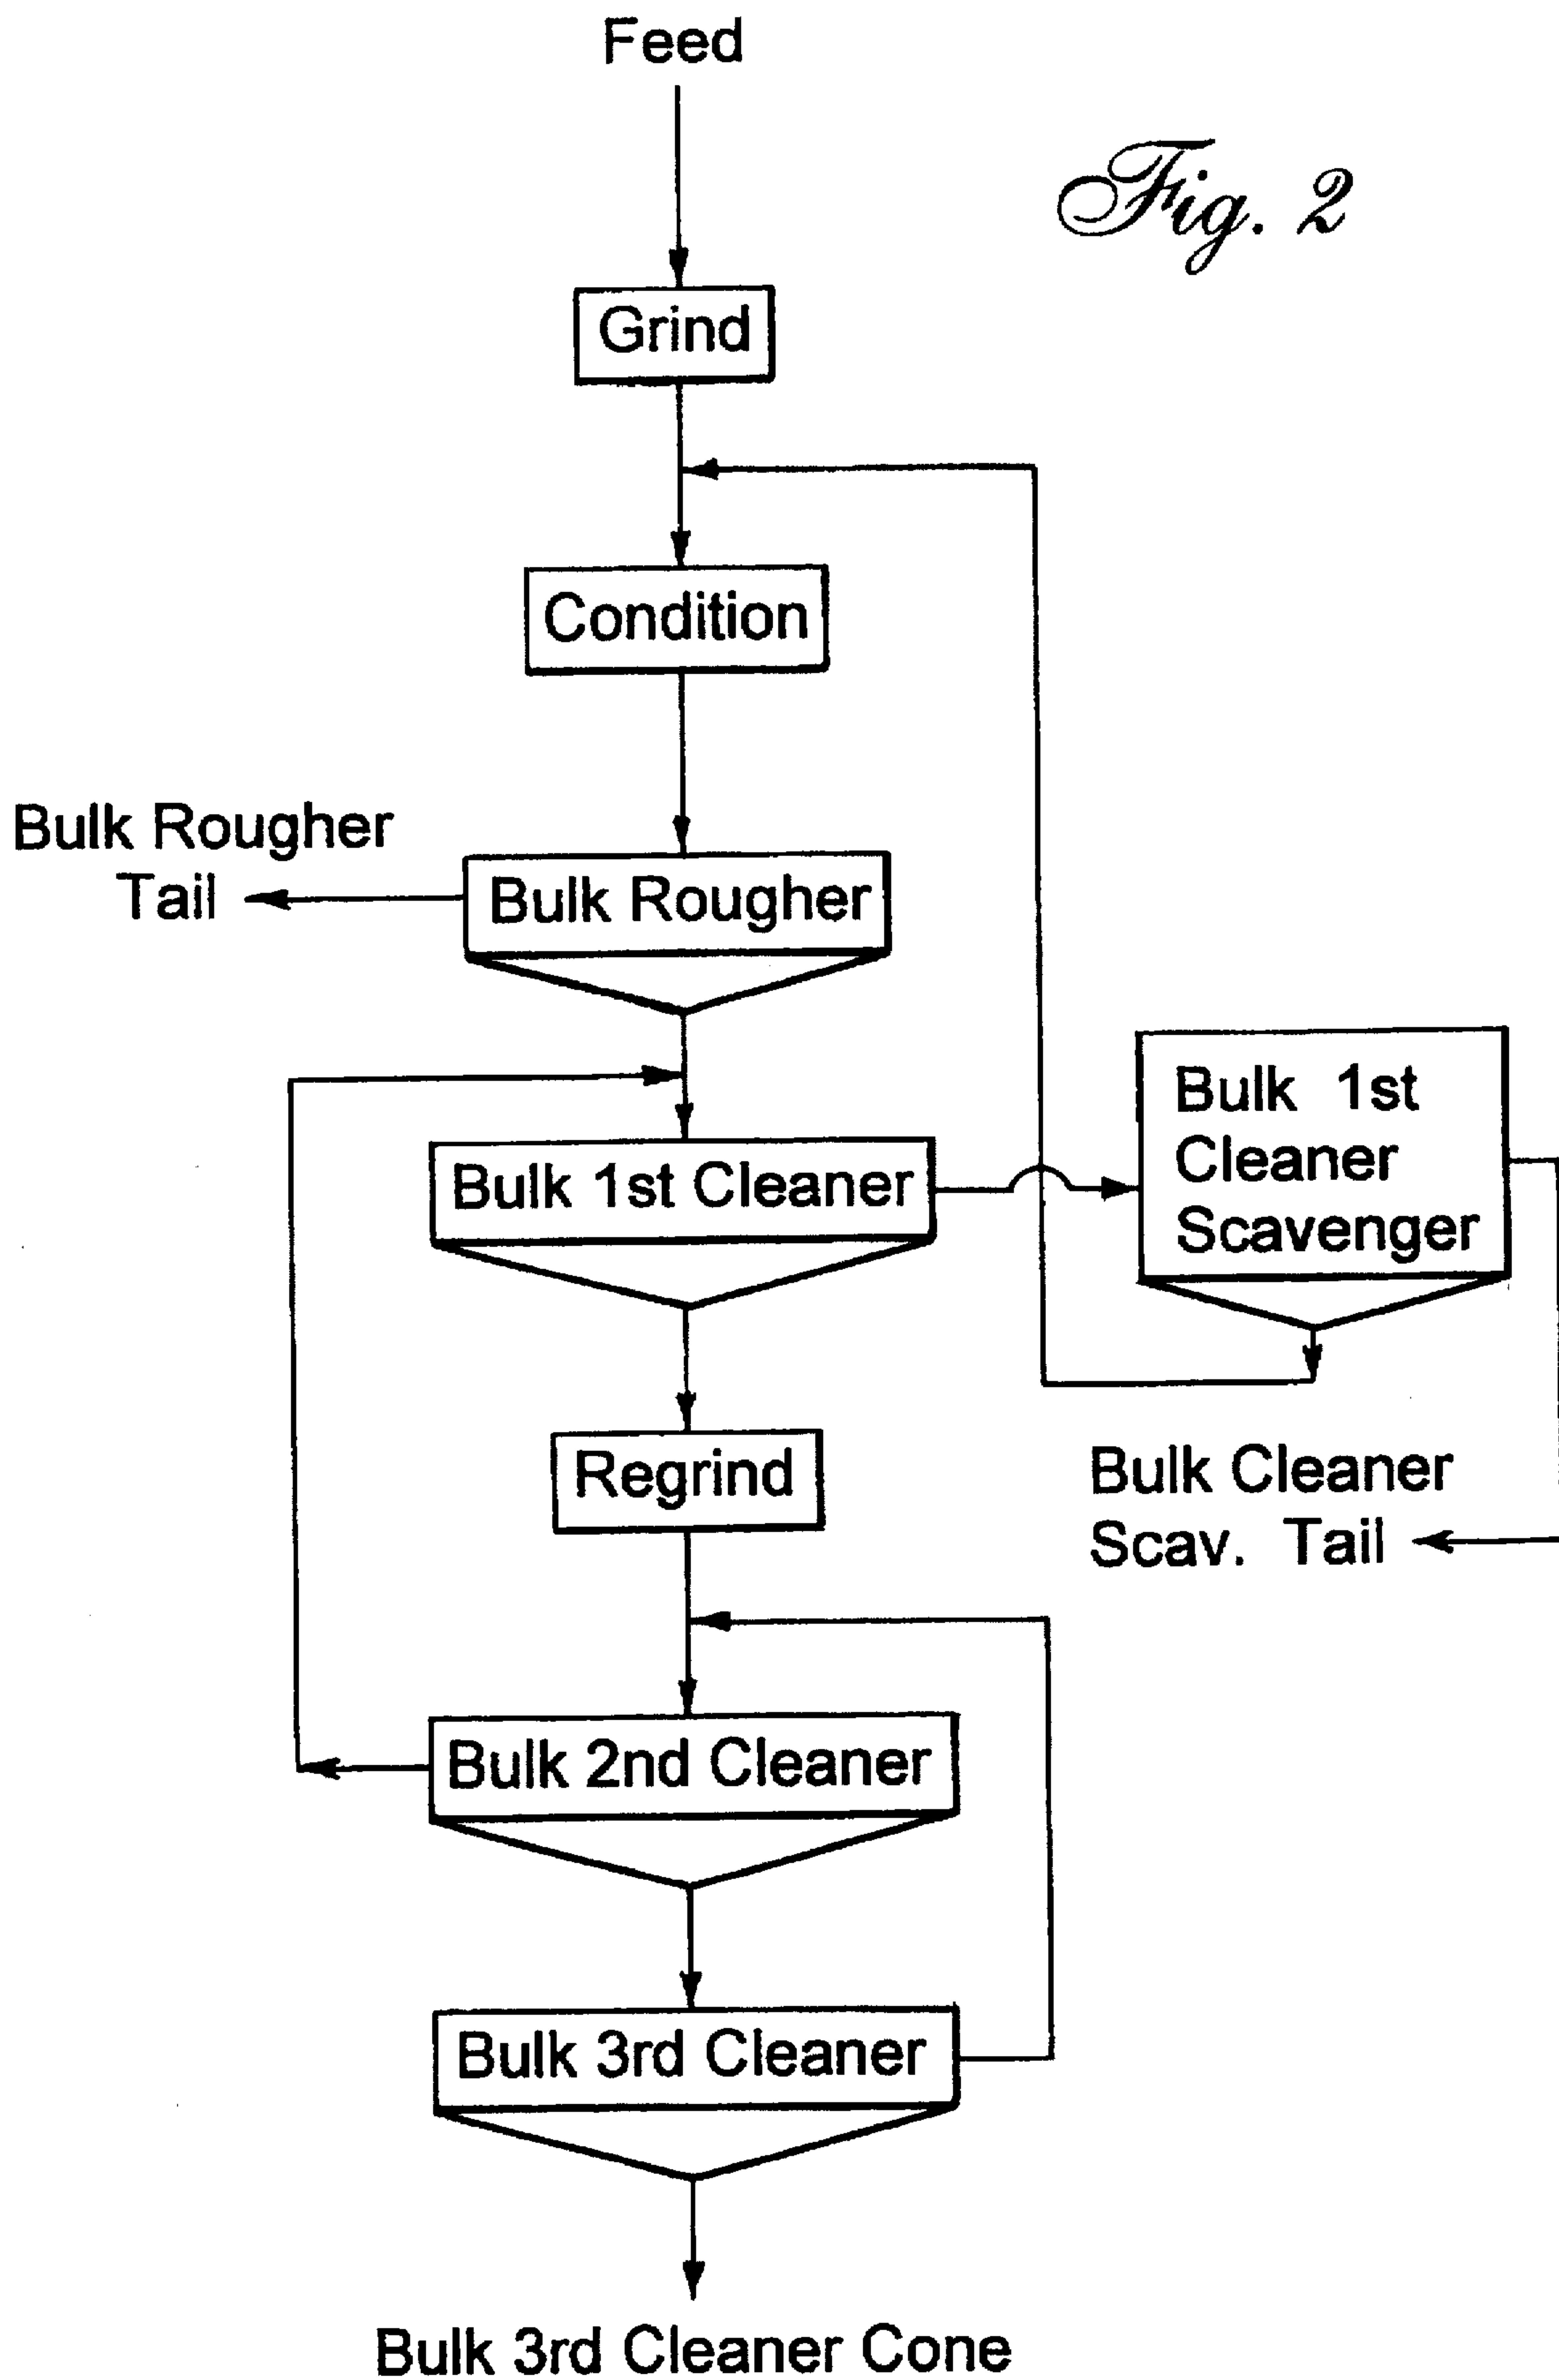 Feed
Fig. 2
Grind
Condition
Bulk Rougher
Tail
Bulk Rougher
Bulk 1st Cleaner
Bulk 1st
Cleaner
Scavenger
Regrind
Bulk Cleaner
Scav. Tail
Bulk 2nd Cleaner
Bulk 3rd Cleaner
Bulk 3rd Cleaner Cone